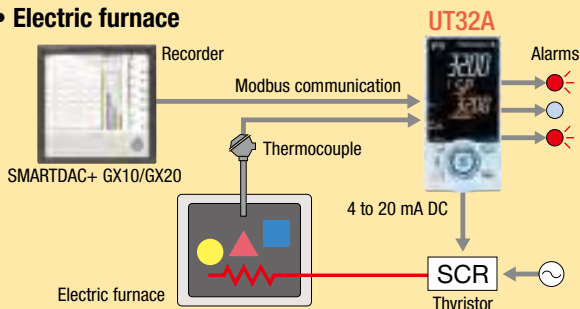 • Electric furnace
UT32A
Recorder
Alarms
Modbus communication
3200
Thermocouple
SMARTDAC+ GX10/GX20
4 to 20 mA DC
SCR
Electric furnace
Thyristor